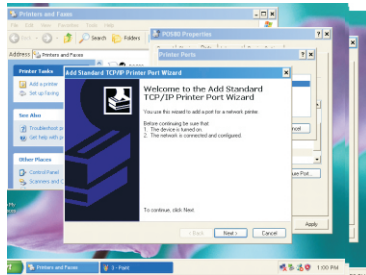 Printers and Faxes
File Edit View Favorites Tools Help
Search
Folders
POS80 Properties
Address
Printers and Faxes
Printer Ports
Printer Tasks
Add a printer
Set up faxing
See Also
Troubleshoot
Get help with
Other Places
Control Panel
Scanners and
Add Standard TCP/IP Printer Port Wizard
Welcome to the Add Standard
TCP/IP Printer Port Wizard
You use this wizard to add a port for a network printer.
Before continuing be sure that:
1. The device is turned on.
2. The network is connected and configured.
To continue, click Next.
< Back
Next >
Cancel
Port...
Apply
Printers and Faxes
3 - Paint
1:00 PM